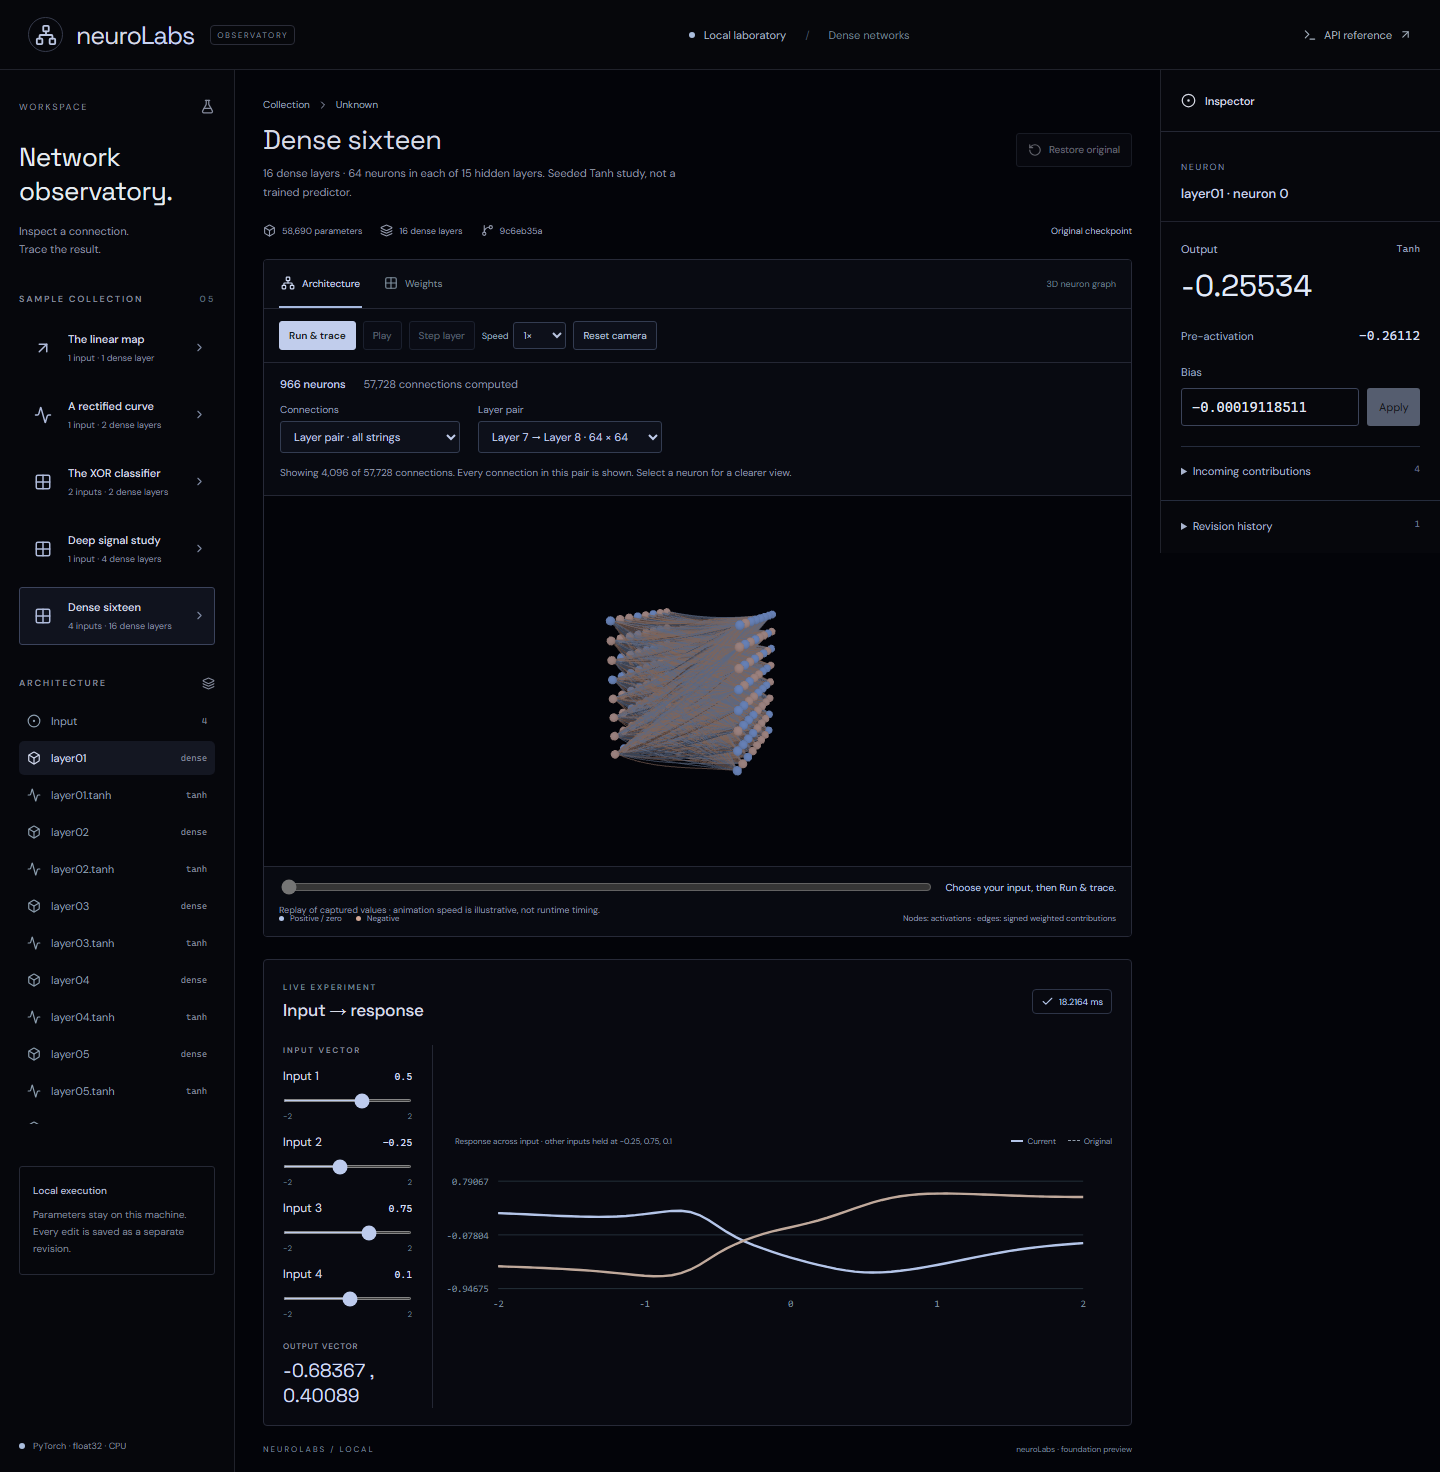 neuroLabs
OBSERVATORY
Local laboratory / Dense networks
API reference
WORKSPACE
Network
observatory.
Inspect a connection.
Trace the result.
SAMPLE COLLECTION 05
The linear map
1 input · 1 dense layer
A rectified curve
1 input · 2 dense layers
The XOR classifier
2 inputs · 2 dense layers
Deep signal study
1 input · 4 dense layers
Dense sixteen
4 inputs · 16 dense layers
ARCHITECTURE
Input 4
layer01 dense
layer01.tanh tanh
layer02 dense
layer02.tanh tanh
layer03 dense
layer03.tanh tanh
layer04 dense
layer04.tanh tanh
layer05 dense
layer05.tanh tanh
Local execution
Parameters stay on this machine.
Every edit is saved as a separate
revision.
PyTorch · float32 · CPU
Collection > Unknown
Dense sixteen
16 dense layers · 64 neurons in each of 15 hidden layers. Seeded Tanh study, not a
trained predictor.
Restore original
58,690 parameters 16 dense layers 9c6eb35a
Original checkpoint
Architecture Weights
3D neuron graph
Run & trace Play Step layer Speed 1× Reset camera
966 neurons 57,728 connections computed
Connections Layer pair
Layer pair · all strings Layer 7 → Layer 8 · 64 × 64
Showing 4,096 of 57,728 connections. Every connection in this pair is shown. Select a neuron for a clearer view.
Choose your input, then Run & trace.
Replay of captured values · animation speed is illustrative, not runtime timing.
Positive / zero Negative
Nodes: activations · edges: signed weighted contributions
LIVE EXPERIMENT
Input → response
18.2164 ms
INPUT VECTOR
Input 1 0.5
-2 2
Input 2 −0.25
-2 2
Input 3 0.75
-2 2
Input 4 0.1
-2 2
OUTPUT VECTOR
-0.68367 ,
0.40089
Response across input · other inputs held at −0.25, 0.75, 0.1
Current Original
0.79067
-0.07804
-0.94675
-2 -1 0 1 2
NEUROLABS / LOCAL
neuroLabs · foundation preview
Inspector
NEURON
layer01 · neuron 0
Output Tanh
-0.25534
Pre-activation −0.26112
Bias
−0.00019118511 Apply
Incoming contributions 4
Revision history 1